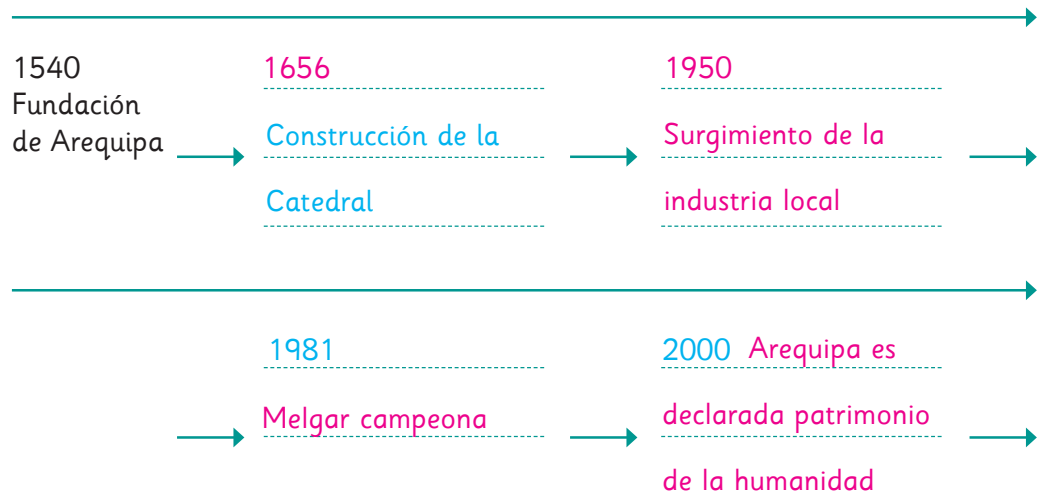 1540
Fundación
de Arequipa
1656
Construcción de la
Catedral
1950
Surgimiento de la
industria local
1981
Melgar campeona
2000 Arequipa es
declarada patrimonio
de la humanidad